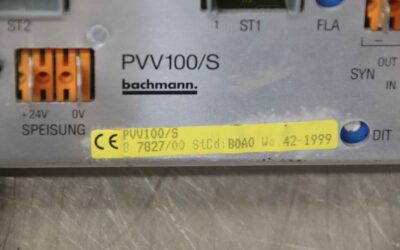 ST2
1 ST1
FLA
PVV100/S
bachmann.
OUT
SYN
IN
+24V 0V
SPEISUNG
CE PVV100/S
8 7827/00 StCd: B0A0 Wo. 42-1999
DIT